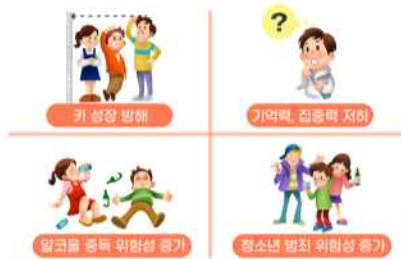 ?
키 성장 방해
기억력, 집중력 저하
알코올 중독 위험성 증가
청소년 범죄 위험성 증가